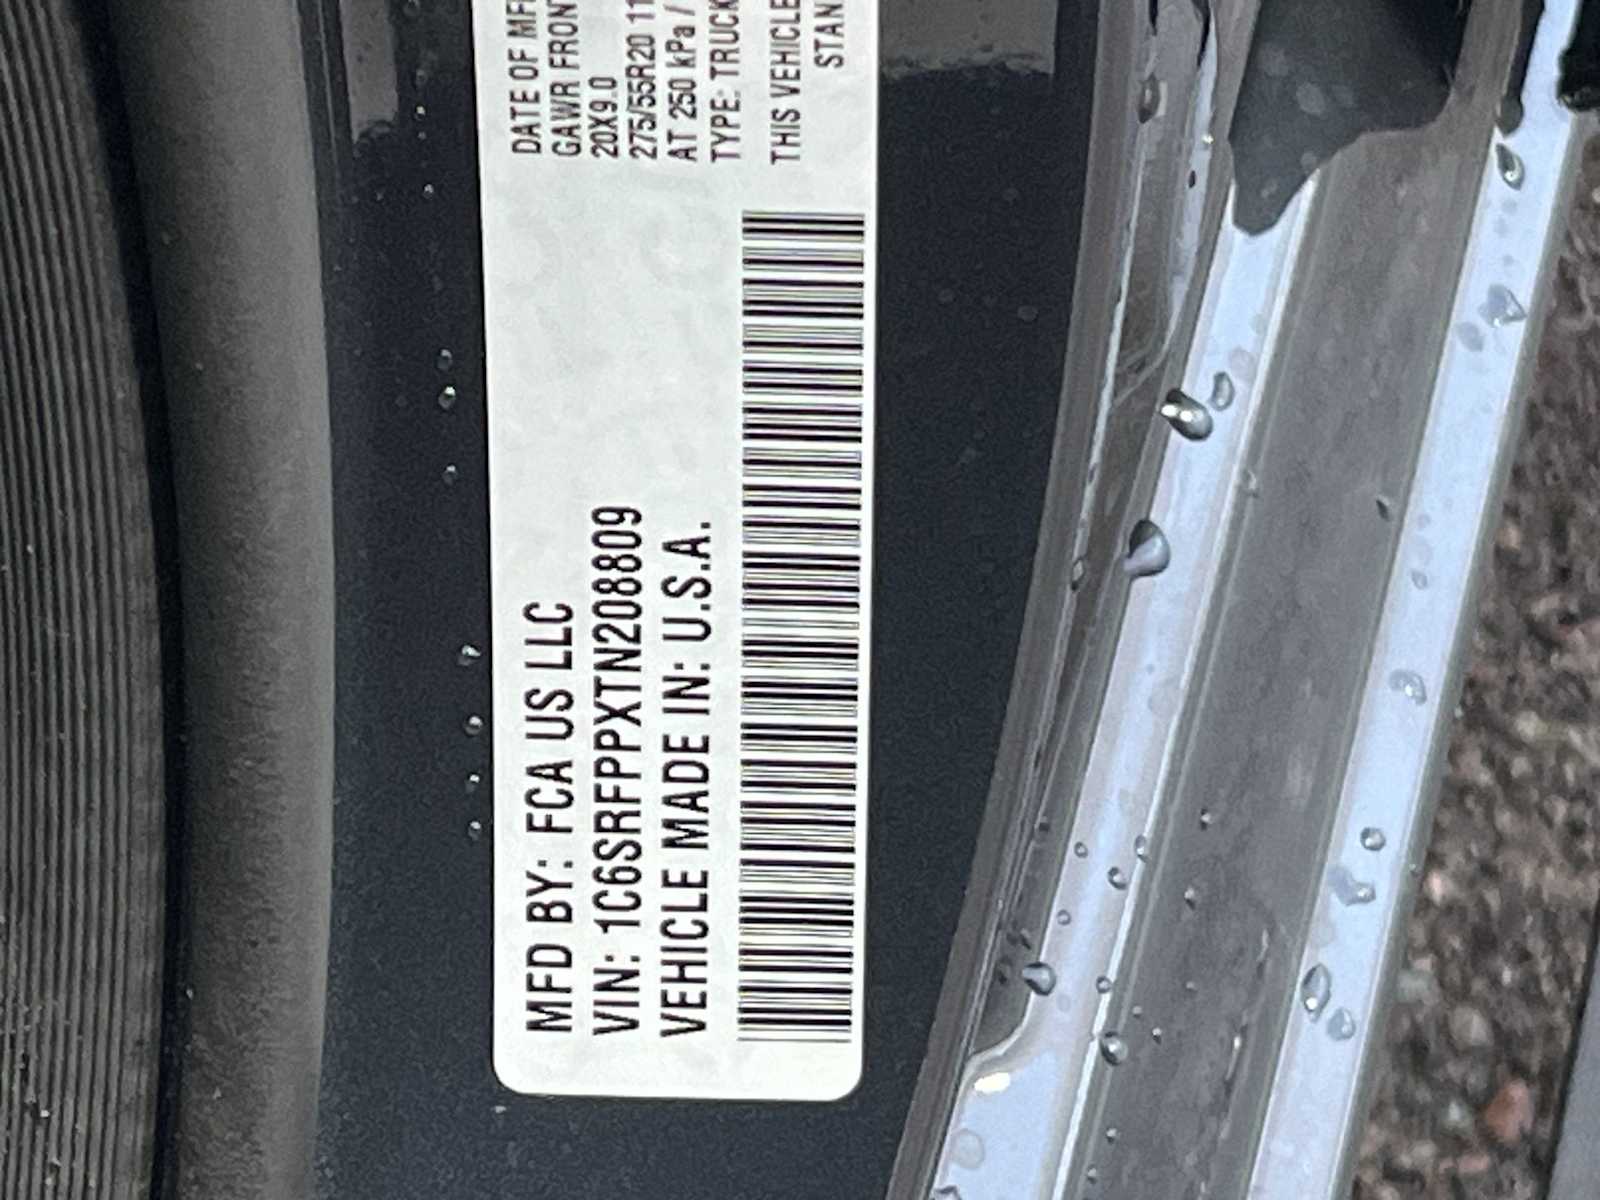 MFD BY: FCA US LLC
VIN: 1C6SRFPPXTN208809
VEHICLE MADE IN: U.S.A.
DATE OF MFR
GAWR FRONT
20X9.0
275/55R20 11
AT 250 kPa /
TYPE: TRUCK
THIS VEHICLE
STAN